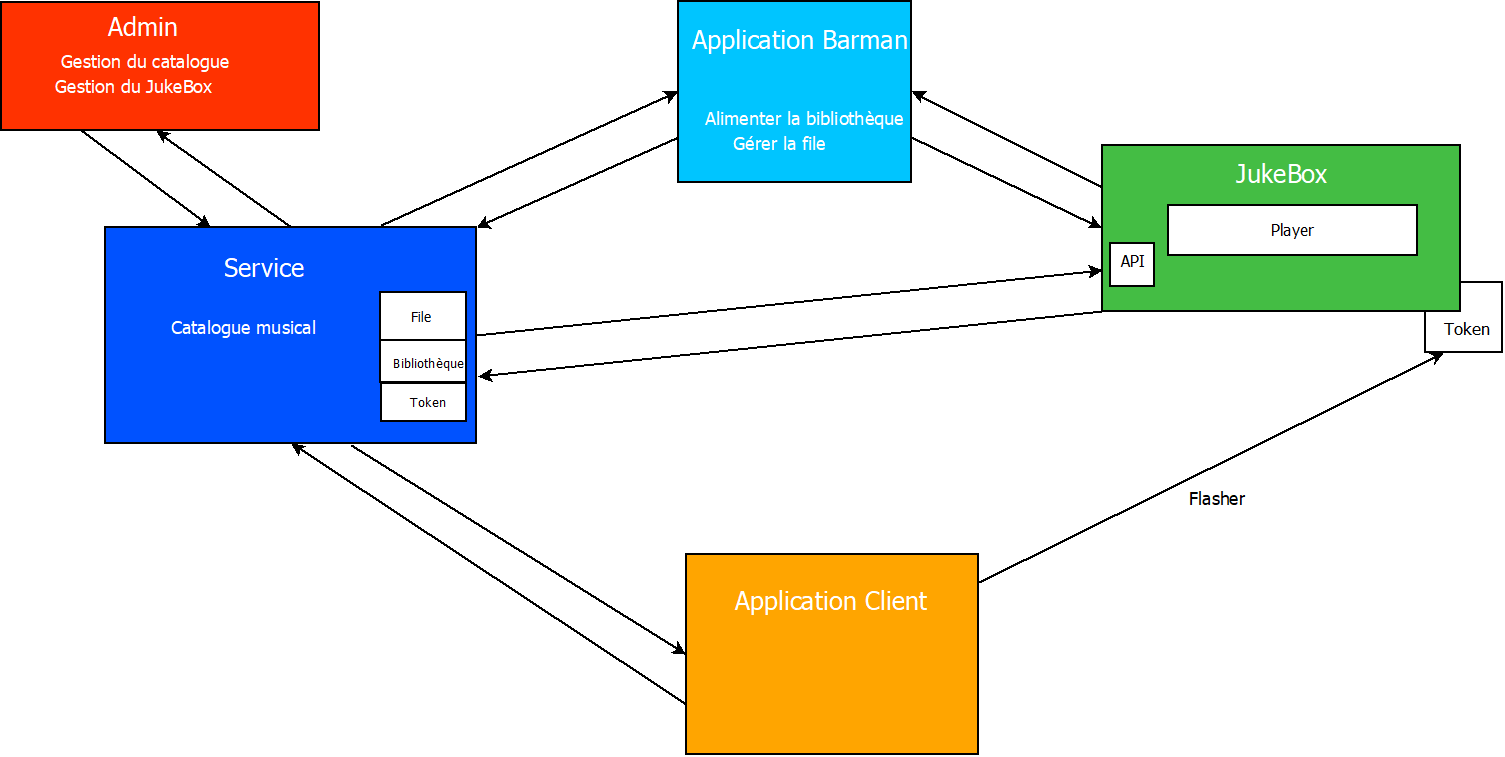 Admin
Gestion du catalogue
Gestion du JukeBox
Application Barman
Alimenter la bibliothèque
Gérer la file
JukeBox
Player
API
Token
Service
Catalogue musical
File
Bibliothèque
Token
Flasher
Application Client